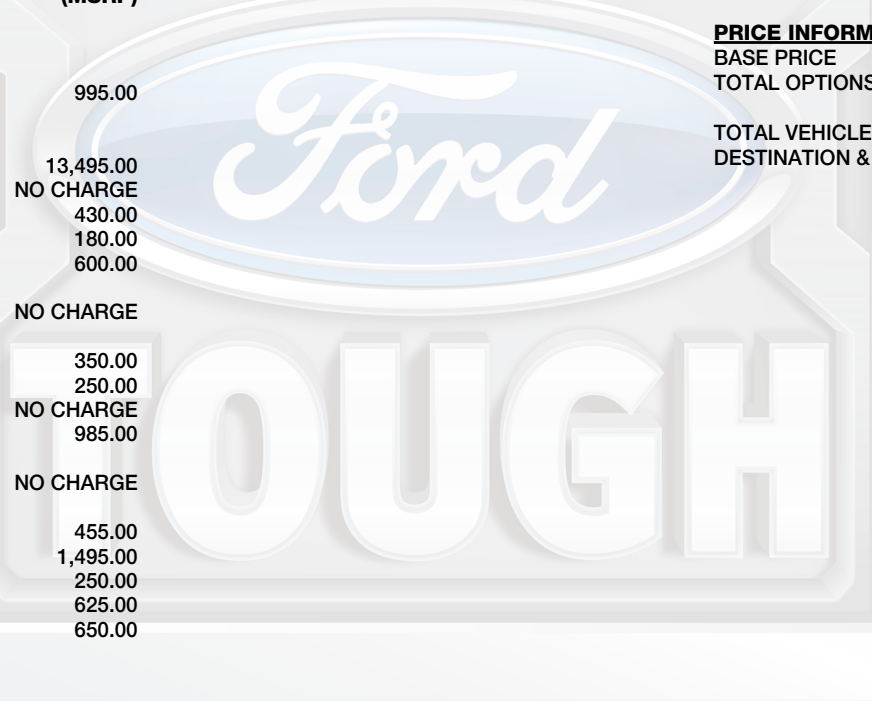 (MSRP)
995.00
13,495.00
NO CHARGE
430.00
180.00
600.00
NO CHARGE
350.00
250.00
NO CHARGE
985.00
NO CHARGE
455.00
1,495.00
250.00
625.00
650.00
PRICE INFORM
BASE PRICE
TOTAL OPTIONS
TOTAL VEHICLE
DESTINATION &
Ford
TOUGH